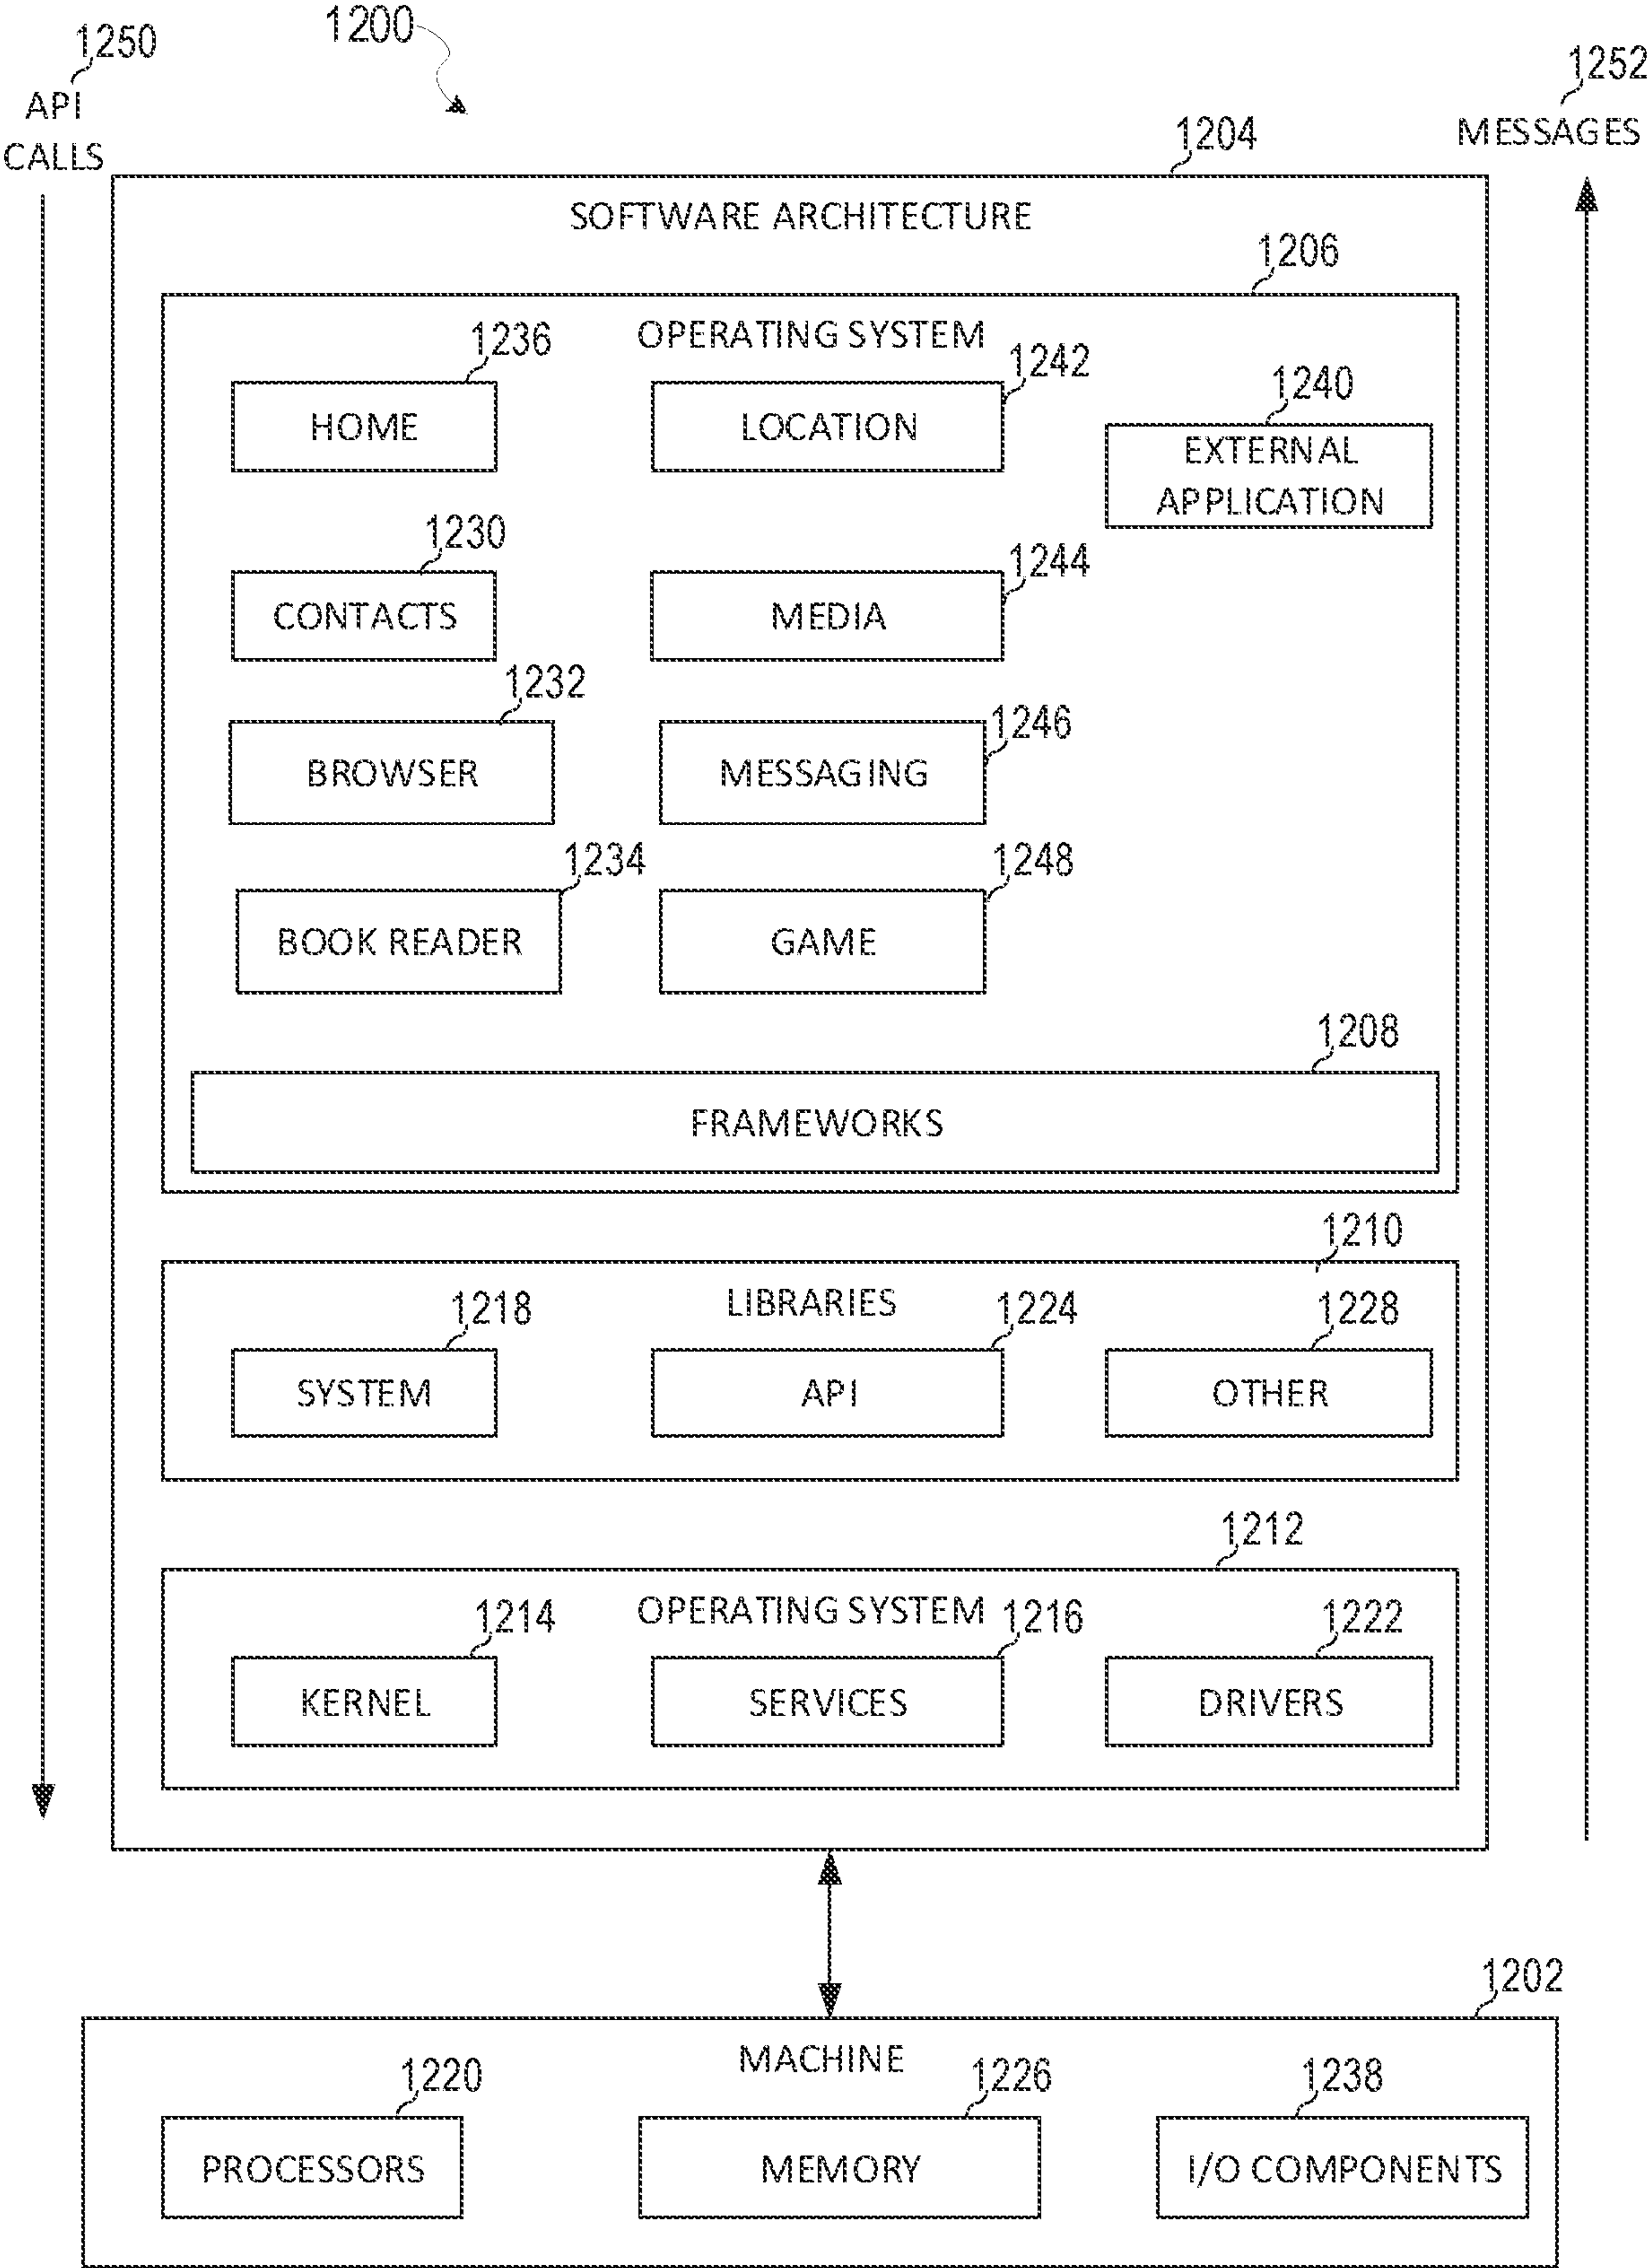 1200
1250
API
CALLS
1252
MESSAGES
1204
SOFTWARE ARCHITECTURE
1206
OPERATING SYSTEM
1236
HOME
1242
LOCATION
1240
EXTERNAL
APPLICATION
1230
CONTACTS
1244
MEDIA
1232
BROWSER
1246
MESSAGING
1234
BOOK READER
1248
GAME
1208
FRAMEWORKS
1210
LIBRARIES
1218
SYSTEM
1224
API
1228
OTHER
1212
OPERATING SYSTEM
1214
KERNEL
1216
SERVICES
1222
DRIVERS
1202
MACHINE
1220
PROCESSORS
1226
MEMORY
1238
I/O COMPONENTS